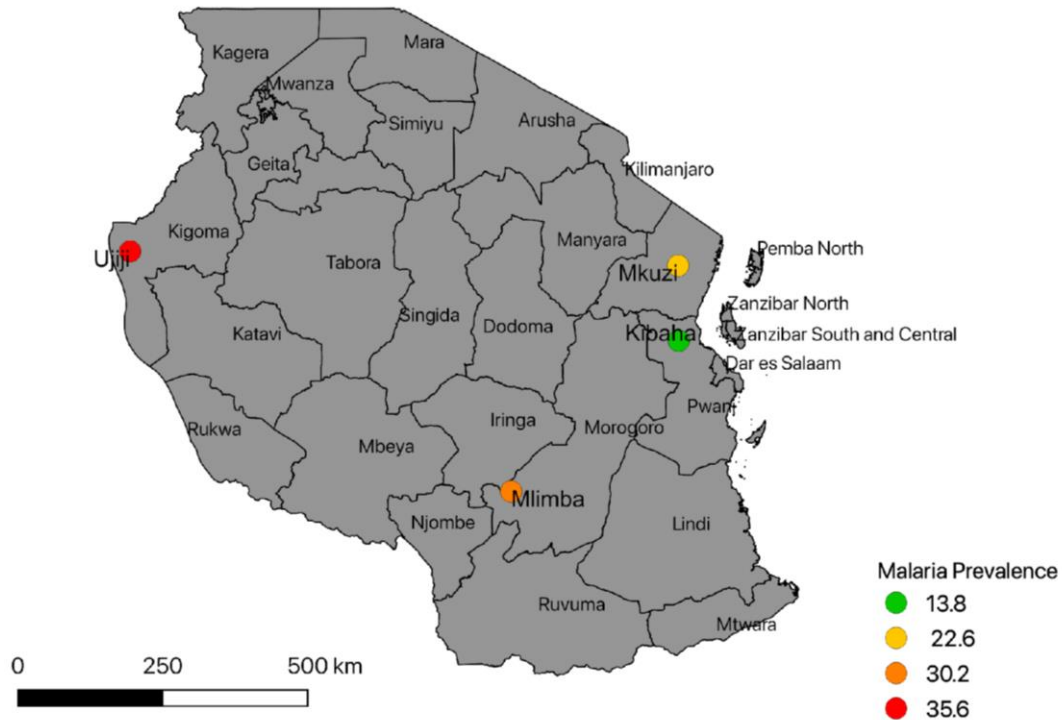 Kagera
Mara
Mwanza
Simiyu
Arusha
Geita
Kilimanjaro
Kigoma
Ujiji
Tabora
Manyara
Mkuzi
Pemba North
Zanzibar North
Katavi
Singida
Dodoma
Kibaha
Zanzibar South and Central
Dar es Salaam
Pwani
Rukwa
Mbeya
Iringa
Morogoro
Mlimba
Njombe
Lindi
Ruvuma
Mtwara
Malaria Prevalence
13.8
22.6
30.2
35.6
0 250 500 km